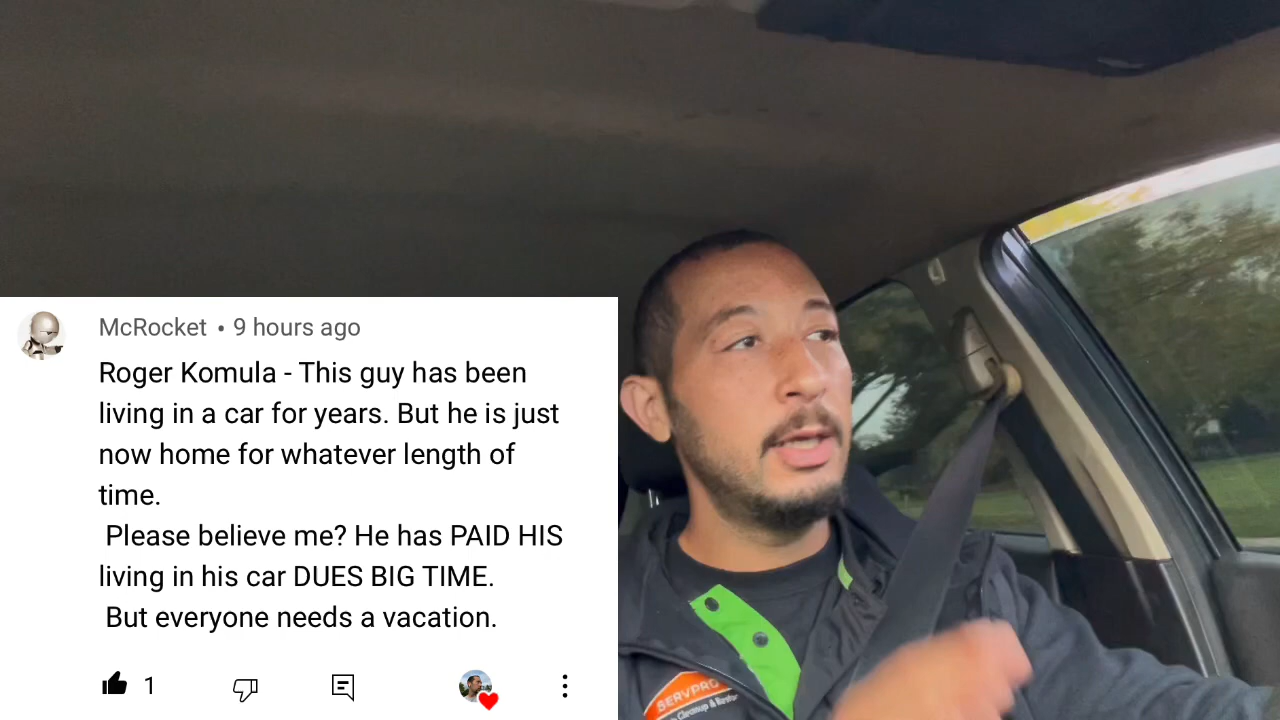 McRocket • 9 hours ago
Roger Komula - This guy has been
living in a car for years. But he is just
now home for whatever length of
time.
Please believe me? He has PAID HIS
living in his car DUES BIG TIME.
But everyone needs a vacation.
1
SERVPRO
Cleanup &